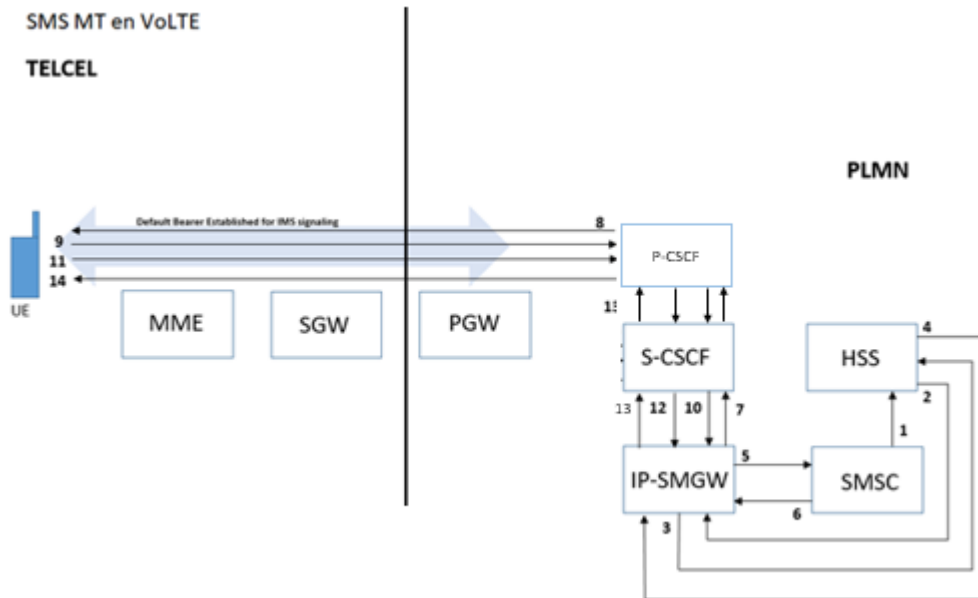 SMS MT en VoLTE
TELCEL
PLMN
Default Bearer Established for IMS signaling
8
9
11
14
UE
P-CSCF
MME
SGW
PGW
S-CSCF
HSS
4
2
13
12
10
7
1
IP-SMGW
5
6
SMSC
3